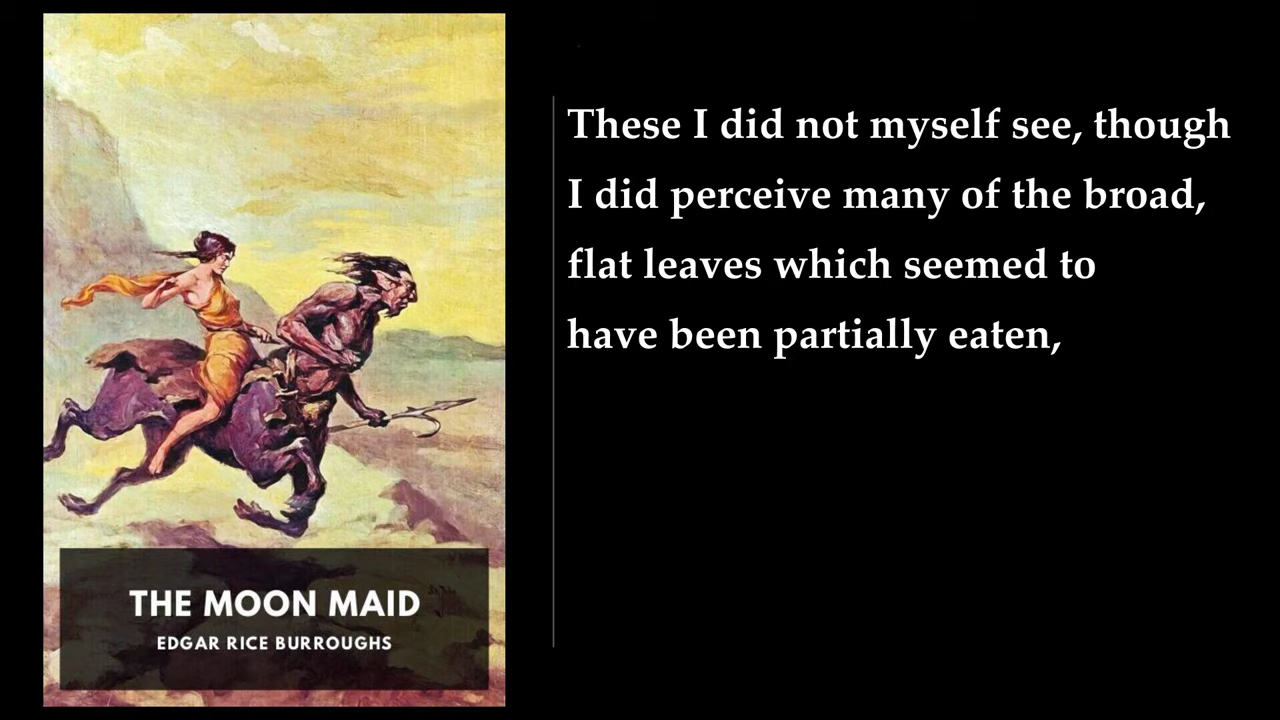 THE MOON MAID
EDGAR RICE BURROUGHS
These I did not myself see, though
I did perceive many of the broad,
flat leaves which seemed to
have been partially eaten,